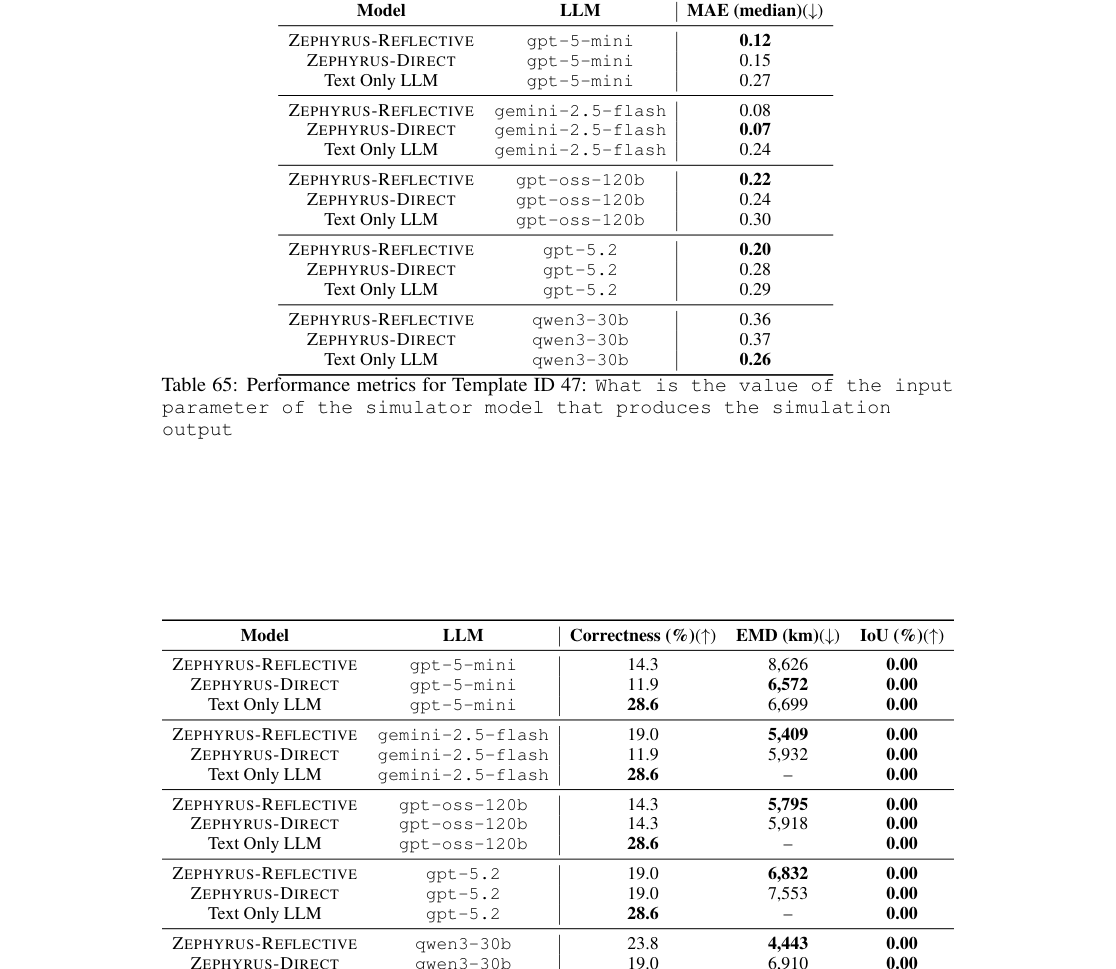 Model LLM MAE (median)(↓)
ZEPHYRUS-REFLECTIVE gpt-5-mini 0.12
ZEPHYRUS-DIRECT gpt-5-mini 0.15
Text Only LLM gpt-5-mini 0.27
ZEPHYRUS-REFLECTIVE gemini-2.5-flash 0.08
ZEPHYRUS-DIRECT gemini-2.5-flash 0.07
Text Only LLM gemini-2.5-flash 0.24
ZEPHYRUS-REFLECTIVE gpt-oss-120b 0.22
ZEPHYRUS-DIRECT gpt-oss-120b 0.24
Text Only LLM gpt-oss-120b 0.30
ZEPHYRUS-REFLECTIVE gpt-5.2 0.20
ZEPHYRUS-DIRECT gpt-5.2 0.28
Text Only LLM gpt-5.2 0.29
ZEPHYRUS-REFLECTIVE qwen3-30b 0.36
ZEPHYRUS-DIRECT qwen3-30b 0.37
Text Only LLM qwen3-30b 0.26
Table 65: Performance metrics for Template ID 47: What is the value of the input
parameter of the simulator model that produces the simulation
output
Model LLM Correctness (%)(↑) EMD (km)(↓) IoU (%)(↑)
ZEPHYRUS-REFLECTIVE gpt-5-mini 14.3 8,626 0.00
ZEPHYRUS-DIRECT gpt-5-mini 11.9 6,572 0.00
Text Only LLM gpt-5-mini 28.6 6,699 0.00
ZEPHYRUS-REFLECTIVE gemini-2.5-flash 19.0 5,409 0.00
ZEPHYRUS-DIRECT gemini-2.5-flash 11.9 5,932 0.00
Text Only LLM gemini-2.5-flash 28.6 – 0.00
ZEPHYRUS-REFLECTIVE gpt-oss-120b 14.3 5,795 0.00
ZEPHYRUS-DIRECT gpt-oss-120b 14.3 5,918 0.00
Text Only LLM gpt-oss-120b 28.6 – 0.00
ZEPHYRUS-REFLECTIVE gpt-5.2 19.0 6,832 0.00
ZEPHYRUS-DIRECT gpt-5.2 19.0 7,553 0.00
Text Only LLM gpt-5.2 28.6 – 0.00
ZEPHYRUS-REFLECTIVE qwen3-30b 23.8 4,443 0.00
ZEPHYRUS-DIRECT qwen3-30b 19.0 6,910 0.00